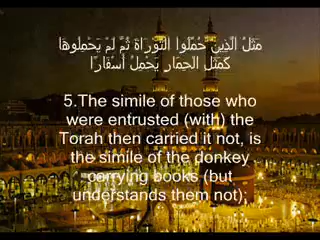 مَثَلُ الَّذِينَ حُمِّلُوا التَّوْرَاةَ ثُمَّ لَمْ يَحْمِلُوهَا
كَمَثَلِ الْحِمَارِ يَحْمِلُ أَسْفَارًا
5.The simile of those who
were entrusted (with) the
Torah then carried it not, is
the simile of the donkey
carrying books (but
understands them not);